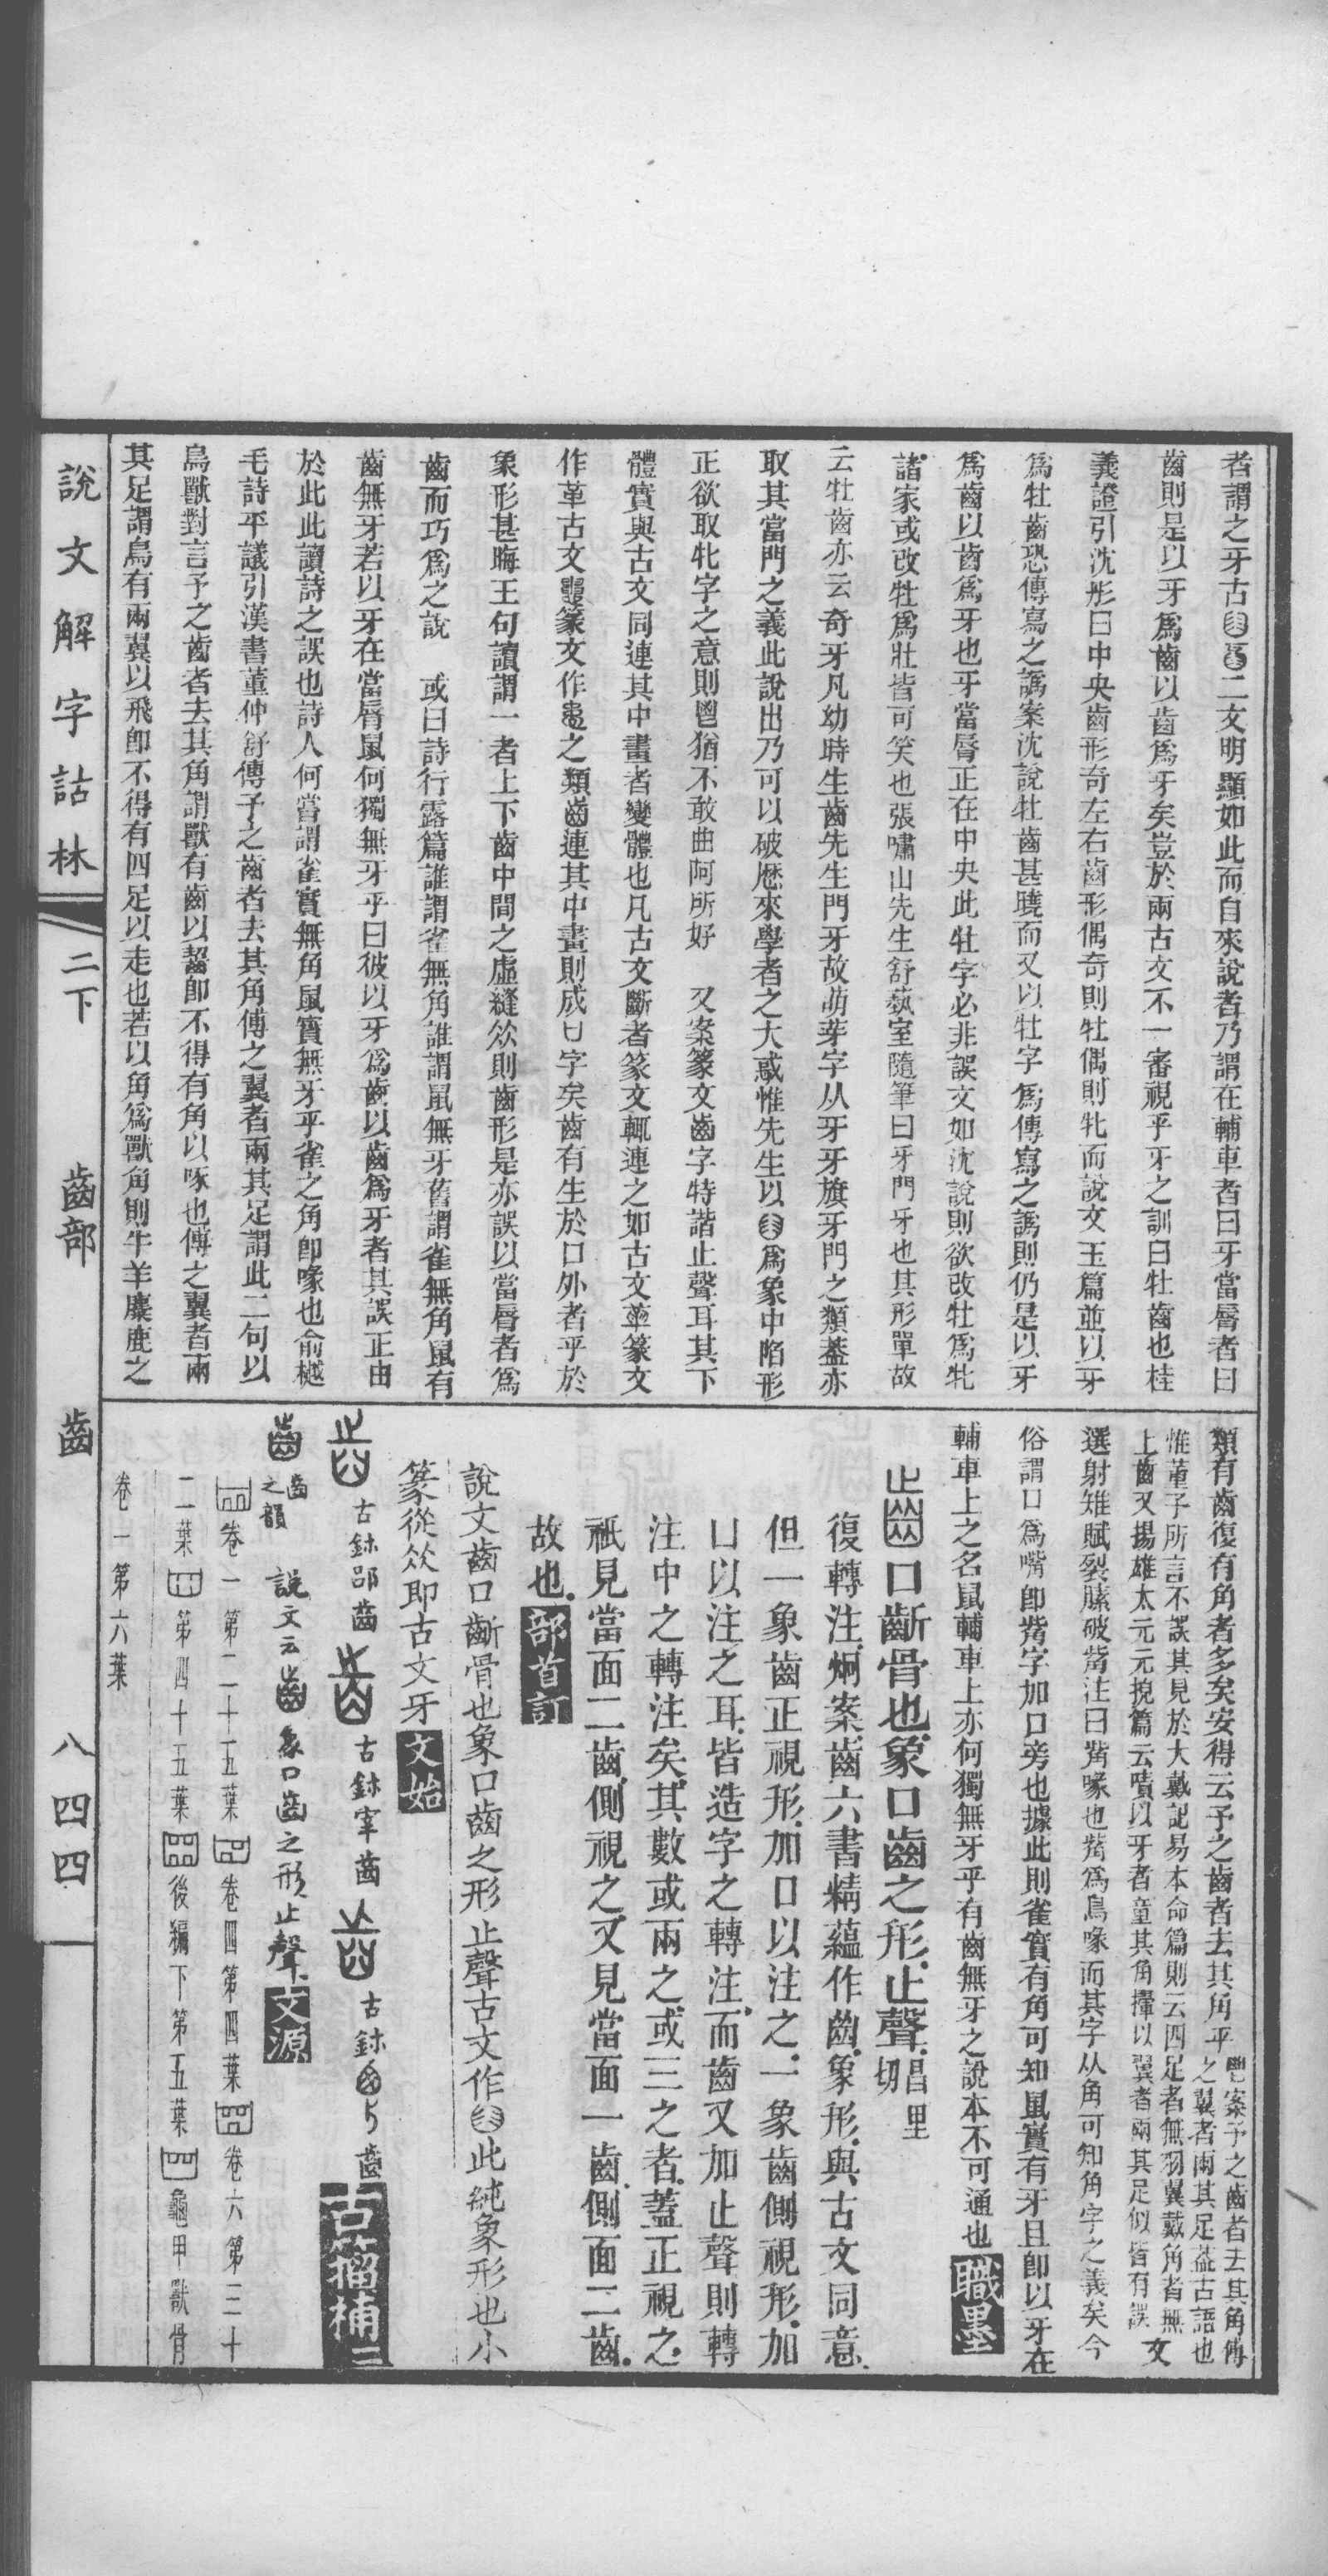 者謂之牙古二文明顯如此而自來說者乃謂在輔車者曰牙當脣者曰
齒則是以牙爲齒以齒爲牙矣豈於兩古文不一審視乎牙之訓曰牡齒也桂
義證引沈彤曰中央齒形奇左右齒形偶奇則牡偶則牝而說文玉篇並以牙
爲牡齒恐傳寫之譌案沈說牡齒甚曉而又以牡字爲傳寫之譌則仍是以牙
爲齒以齒爲牙也牙當脣正在中央此牡字必非誤文如沈說則欲改牡爲牝
諸家或改牡爲壯皆可笑也張嘯山先生舒蓺室隨筆曰牙門牙也其形單故
云牡齒亦云奇牙凡幼時生齒先生門牙故萌芽字从牙牙旗牙門之類葢亦
取其當門之義此說出乃可以破厯來學者之大惑惟先生以爲象中陷形
正欲取牝字之意則鬯猶不敢曲阿所好 又案篆文齒字特諧止聲耳其下
體實與古文同連其中畫者變體也凡古文斷者篆文輒連之如古文篆文
作革古文篆文作之類齒連其中畫則成字矣齒有生於口外者乎於
象形甚晦王句讀謂一者上下齒中間之虛縫㸚則齒形是亦誤以當脣者爲
齒而巧爲之說 或曰詩行露篇誰謂雀無角誰謂鼠無牙舊謂雀無角鼠有
齒無牙若以牙在當脣鼠何獨無牙乎曰彼以牙爲齒以齒爲牙者其誤正由
於此此讀詩之誤也詩人何嘗謂雀實無角鼠實無牙乎雀之角卽喙也俞樾
毛詩平議引漢書董仲舒傳予之齒者去其角傅之翼者兩其足謂此二句以
鳥獸對言予之齒者去其角謂獸有齒以齧卽不得有角以啄也傅之翼者兩
其足謂鳥有兩翼以飛卽不得有四足以走也若以角爲獸角則牛羊麋鹿之
類有齒復有角者多矣安得云予之齒者去其角乎
鬯案予之齒者去其角傅
之翼者兩其足葢古語也
惟董子所言不誤其見於大戴記易本命篇則云四足者無羽翼戴角者無
上齒又揚雄太元元掜篇云嘖以牙者童其角以翼者兩其足似皆有誤
文
選射雉賦裂膆破觜注曰觜喙也觜爲鳥喙而其字从角可知角字之義矣今
俗謂口爲嘴卽觜字加口旁也據此則雀實有角可知鼠實有牙且卽以牙在
輔車上之名鼠輔車上亦何獨無牙乎有齒無牙之說本不可通也 職墨
齒 口齗骨也象口齒之形止聲昌里切
復轉注炯案齒六書精蘊作齒象形與古文同意
但一象齒正視形加口以注之一象齒側視形加
凵以注之耳皆造字之轉注而齒又加止聲則轉
注中之轉注矣其數或兩之或三之者葢正視之
祇見當面二齒側視之又見當面一齒側面二齒
故也 部首訂
說文齒口齗骨也象口齒之形止聲古文作此純象形也小
篆從㸚即古文牙 文始
古鉨邵齒 古鉨宰齒 古鉨齒 古籀補三
齒之韻 說文云齒象口齒之形止聲 文源
卷一第二十五葉 卷四第四葉 卷六第三十
二葉 第四十五葉 後編下第五葉 龜甲獸骨
卷一第六葉
說文解字詁林 二下 齒部 齒 八四四